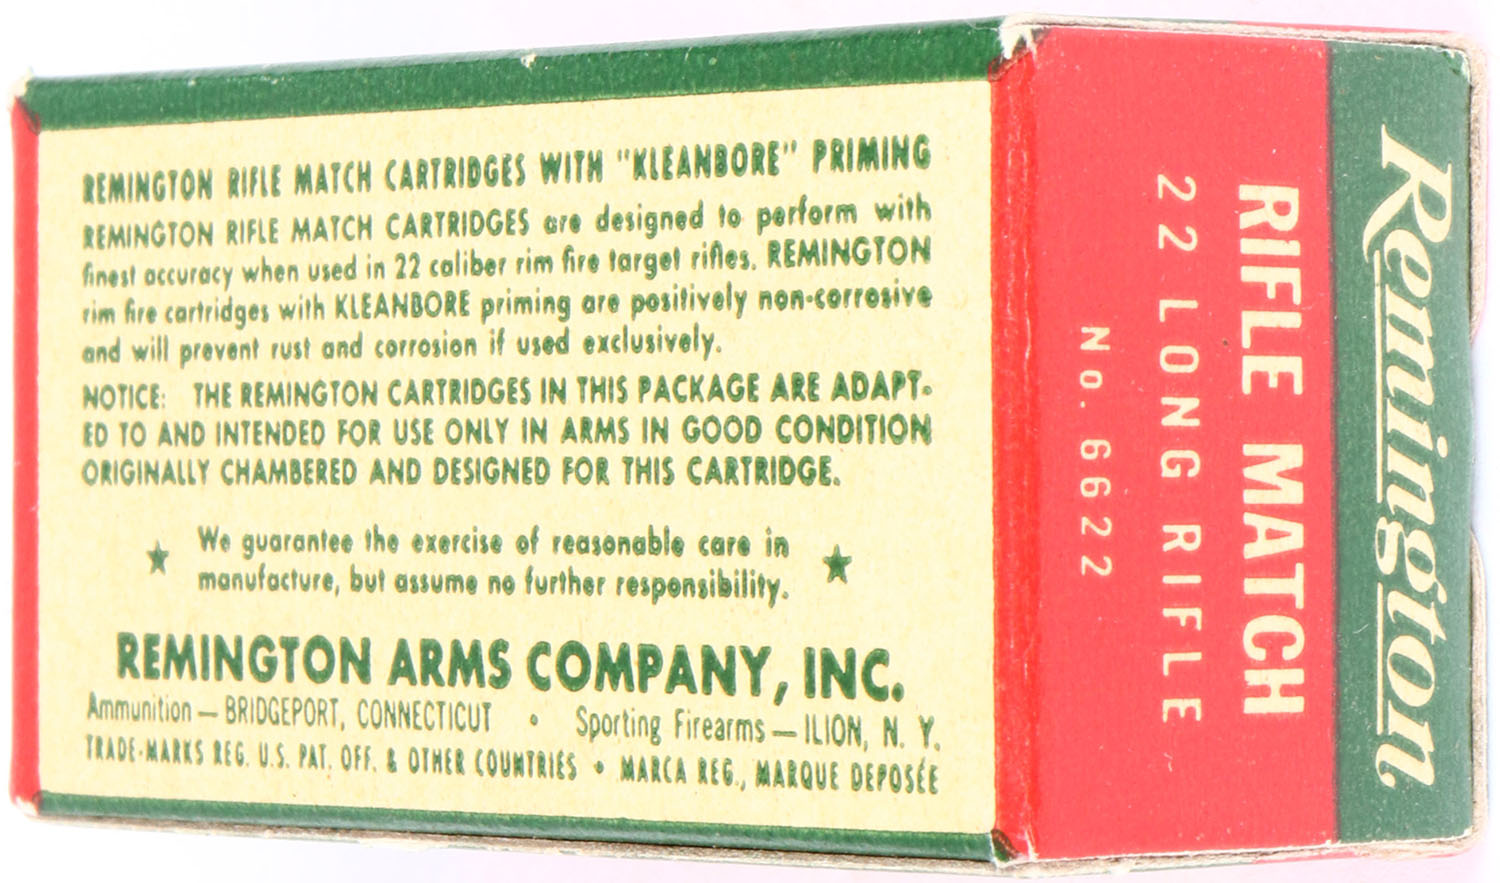 REMINGTON RIFLE MATCH CARTRIDGES WITH "KLEANBORE" PRIMING
REMINGTON RIFLE MATCH CARTRIDGES are designed to perform with
finest accuracy when used in 22 caliber rim fire target rifles. REMINGTON
rim fire cartridges with KLEANBORE priming are positively non-corrosive
and will prevent rust and corrosion if used exclusively.
NOTICE: THE REMINGTON CARTRIDGES IN THIS PACKAGE ARE ADAPT-
ED TO AND INTENDED FOR USE ONLY IN ARMS IN GOOD CONDITION
ORIGINALLY CHAMBERED AND DESIGNED FOR THIS CARTRIDGE.
★ We guarantee the exercise of reasonable care in ★
manufacture, but assume no further responsibility.
REMINGTON ARMS COMPANY, INC.
Ammunition — BRIDGEPORT, CONNECTICUT • Sporting Firearms — ILION, N. Y.
TRADE-MARKS REG. U.S. PAT. OFF. & OTHER COUNTRIES • MARCA REG., MARQUE DEPOSÉE
Remington
RIFLE MATCH
22 LONG RIFLE
No. 6622